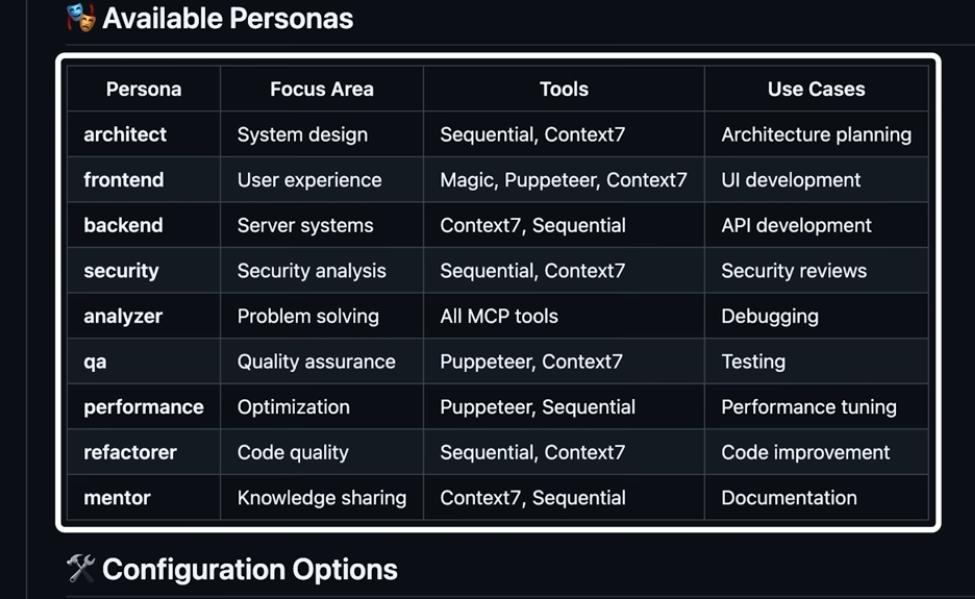 🎭 Available Personas
Persona Focus Area Tools Use Cases
architect System design Sequential, Context7 Architecture planning
frontend User experience Magic, Puppeteer, Context7 UI development
backend Server systems Context7, Sequential API development
security Security analysis Sequential, Context7 Security reviews
analyzer Problem solving All MCP tools Debugging
qa Quality assurance Puppeteer, Context7 Testing
performance Optimization Puppeteer, Sequential Performance tuning
refactorer Code quality Sequential, Context7 Code improvement
mentor Knowledge sharing Context7, Sequential Documentation
🛠 Configuration Options